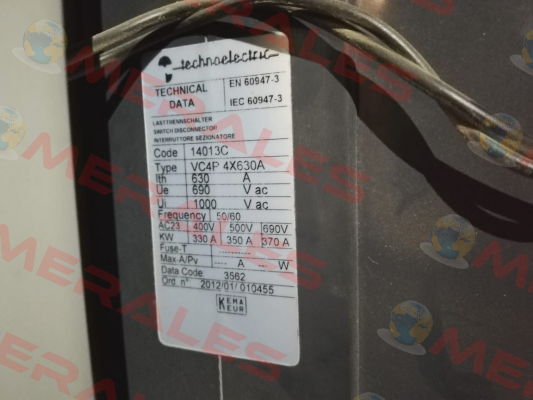 technoelectric
TECHNICAL DATA
EN 60947-3
IEC 60947-3
LASTTRENNSCHALTER
SWITCH DISCONNECTOR
INTERRUTTORE SEZIONATORE
Code 14013C
Type VC4P 4X630A
Ith 630 A
Ue 690 V ac
Ui 1000 V ac
Frequency 50/60
AC23 400V 500V 690V
KW 330 A 350 A 370 A
Fuse-T ----------
Max-A/Pv ---- A --- W
Data Code 3562
Ord. n° 2012/01/ 010455
KEMA
KEUR
MERALES
MERALES
MERALES